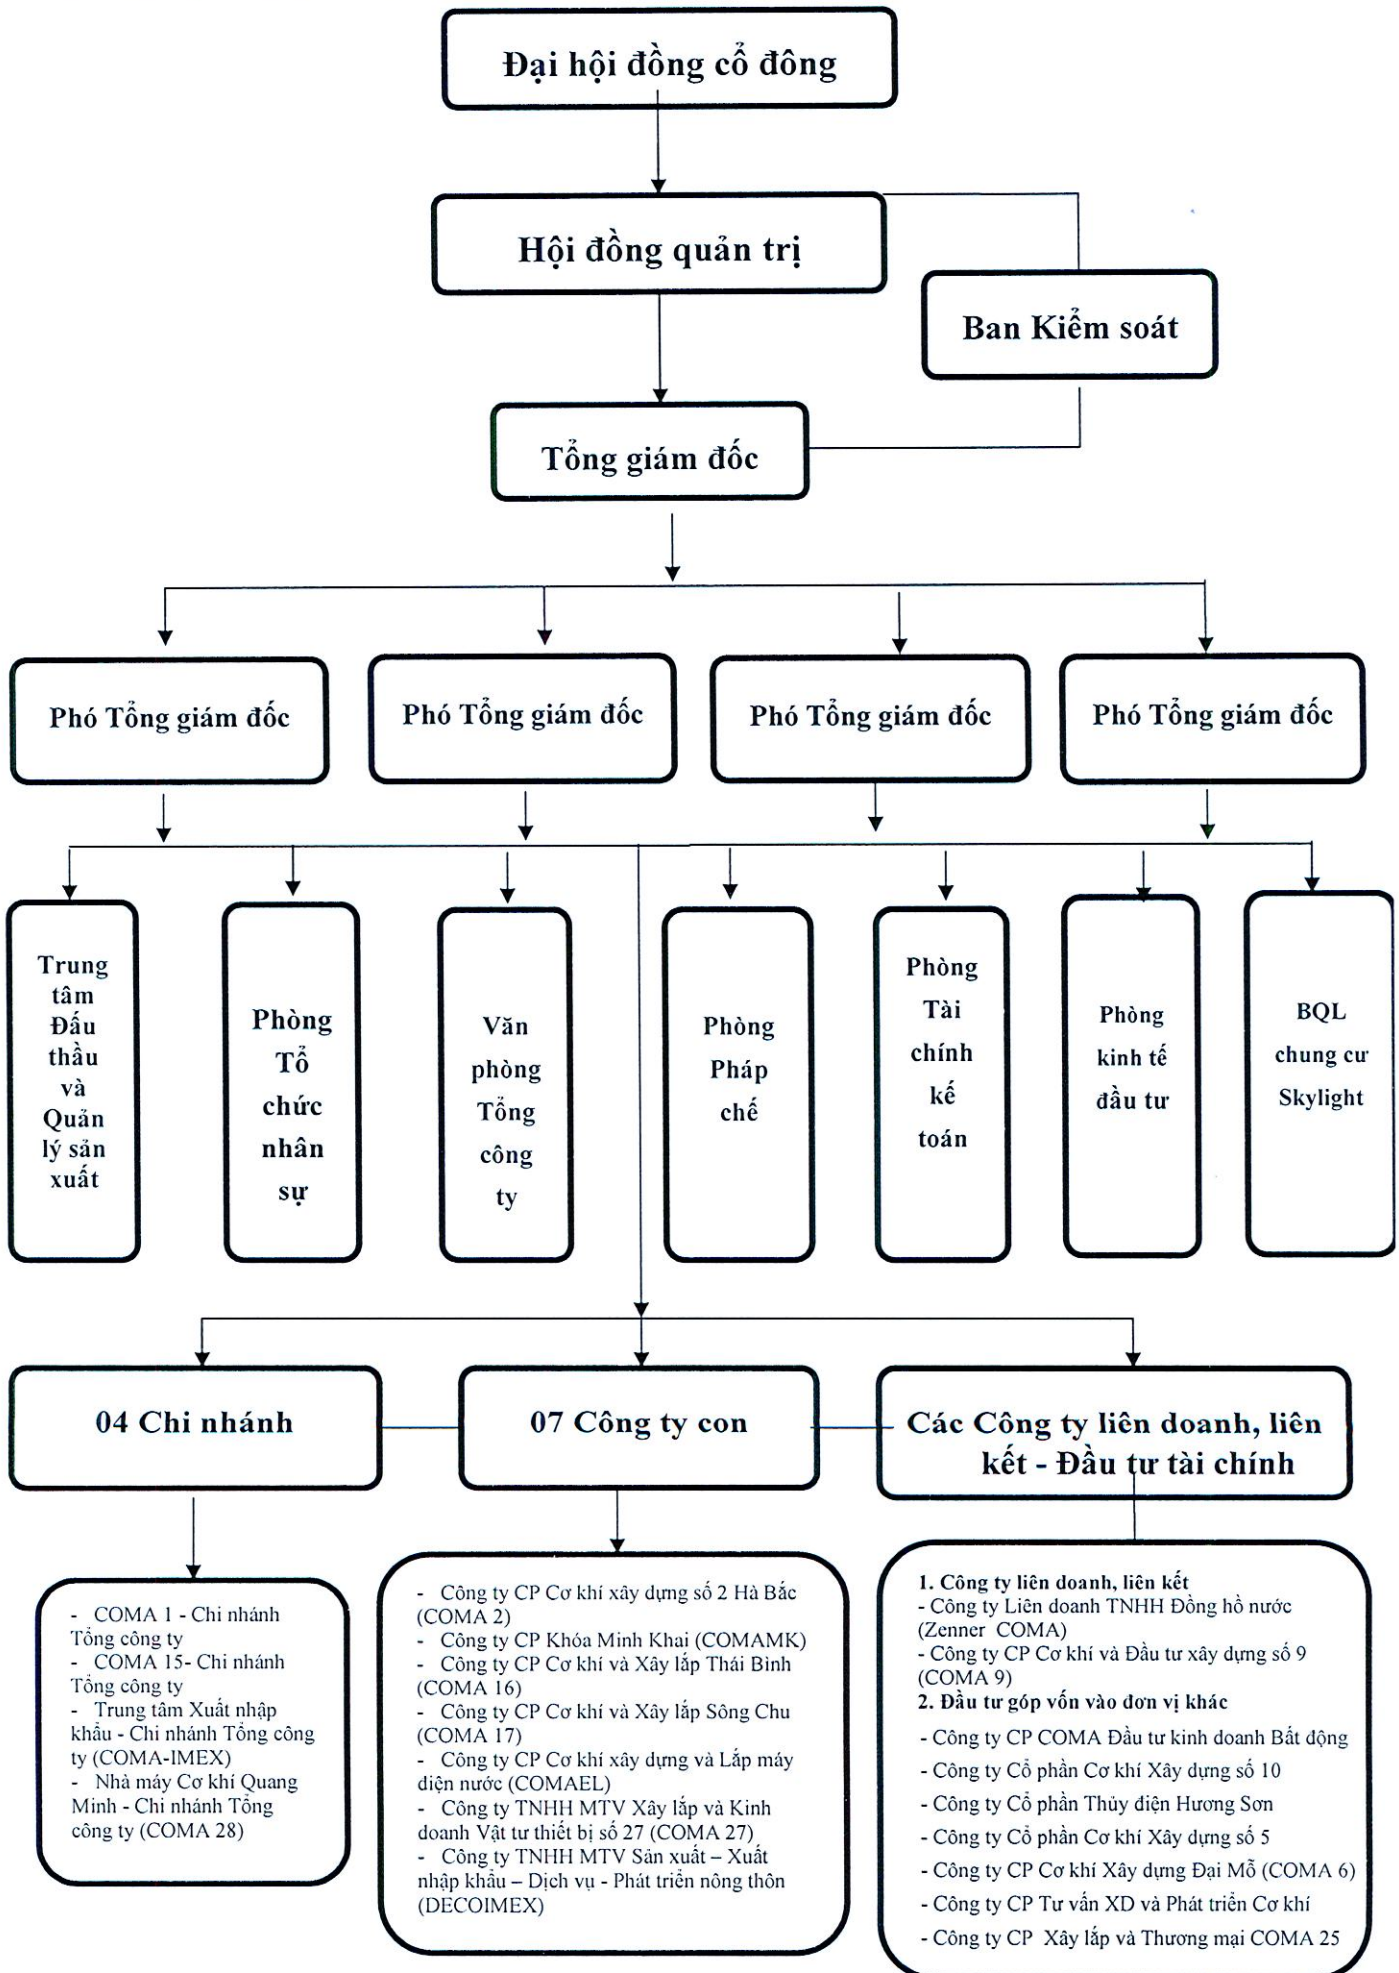 Đại hội đồng cổ đông
Hội đồng quản trị
Ban Kiểm soát
Tổng giám đốc
Phó Tổng giám đốc
Phó Tổng giám đốc
Phó Tổng giám đốc
Phó Tổng giám đốc
Trung
tâm
Đấu
thầu
và
Quản
lý sản
xuất
Phòng
Tổ
chức
nhân
sự
Văn
phòng
Tổng
công
ty
Phòng
Pháp
chế
Phòng
Tài
chính
kế
toán
Phòng
kinh tế
đầu tư
BQL
chung cư
Skylight
04 Chi nhánh
07 Công ty con
Các Công ty liên doanh, liên
kết - Đầu tư tài chính
- COMA 1 - Chi nhánh
Tổng công ty
- COMA 15- Chi nhánh
Tổng công ty
- Trung tâm Xuất nhập
khẩu - Chi nhánh Tổng công
ty (COMA-IMEX)
- Nhà máy Cơ khí Quang
Minh - Chi nhánh Tổng
công ty (COMA 28)
- Công ty CP Cơ khí xây dựng số 2 Hà Bắc
(COMA 2)
- Công ty CP Khóa Minh Khai (COMAMK)
- Công ty CP Cơ khí và Xây lắp Thái Bình
(COMA 16)
- Công ty CP Cơ khí và Xây lắp Sông Chu
(COMA 17)
- Công ty CP Cơ khí xây dựng và Lắp máy
điện nước (COMAEL)
- Công ty TNHH MTV Xây lắp và Kinh
doanh Vật tư thiết bị số 27 (COMA 27)
- Công ty TNHH MTV Sản xuất – Xuất
nhập khẩu – Dịch vụ - Phát triển nông thôn
(DECOIMEX)
1. Công ty liên doanh, liên kết
- Công ty Liên doanh TNHH Đồng hồ nước
(Zenner COMA)
- Công ty CP Cơ khí và Đầu tư xây dựng số 9
(COMA 9)
2. Đầu tư góp vốn vào đơn vị khác
- Công ty CP COMA Đầu tư kinh doanh Bất động
- Công ty Cổ phần Cơ khí Xây dựng số 10
- Công ty Cổ phần Thủy điện Hương Sơn
- Công ty Cổ phần Cơ khí Xây dựng số 5
- Công ty CP Cơ khí Xây dựng Đại Mỗ (COMA 6)
- Công ty CP Tư vấn XD và Phát triển Cơ khí
- Công ty CP Xây lắp và Thương mại COMA 25